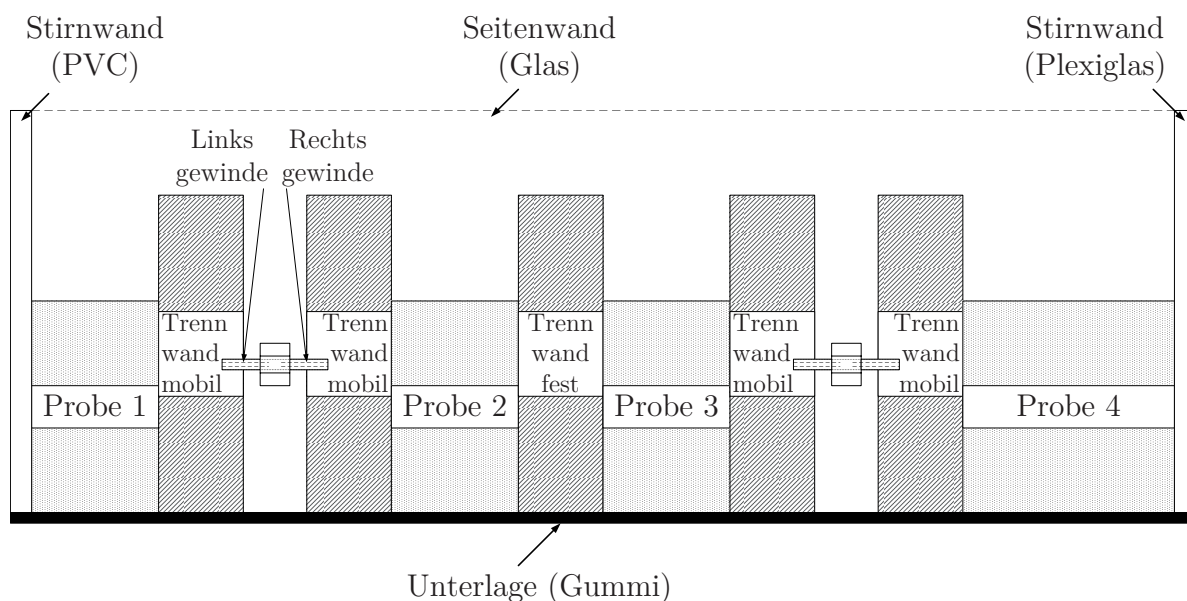 Stirnwand
(PVC)
Seitenwand
(Glas)
Stirnwand
(Plexiglas)
Links
gewinde
Rechts
gewinde
Trenn
wand
mobil
Trenn
wand
mobil
Trenn
wand
fest
Trenn
wand
mobil
Trenn
wand
mobil
Probe 1
Probe 2
Probe 3
Probe 4
Unterlage (Gummi)